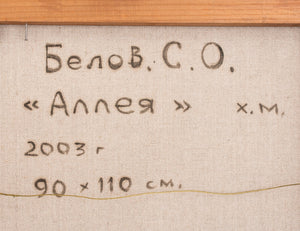 Белов. С.О.
« Аллея » х.м.
2003 г
90 × 110 см.